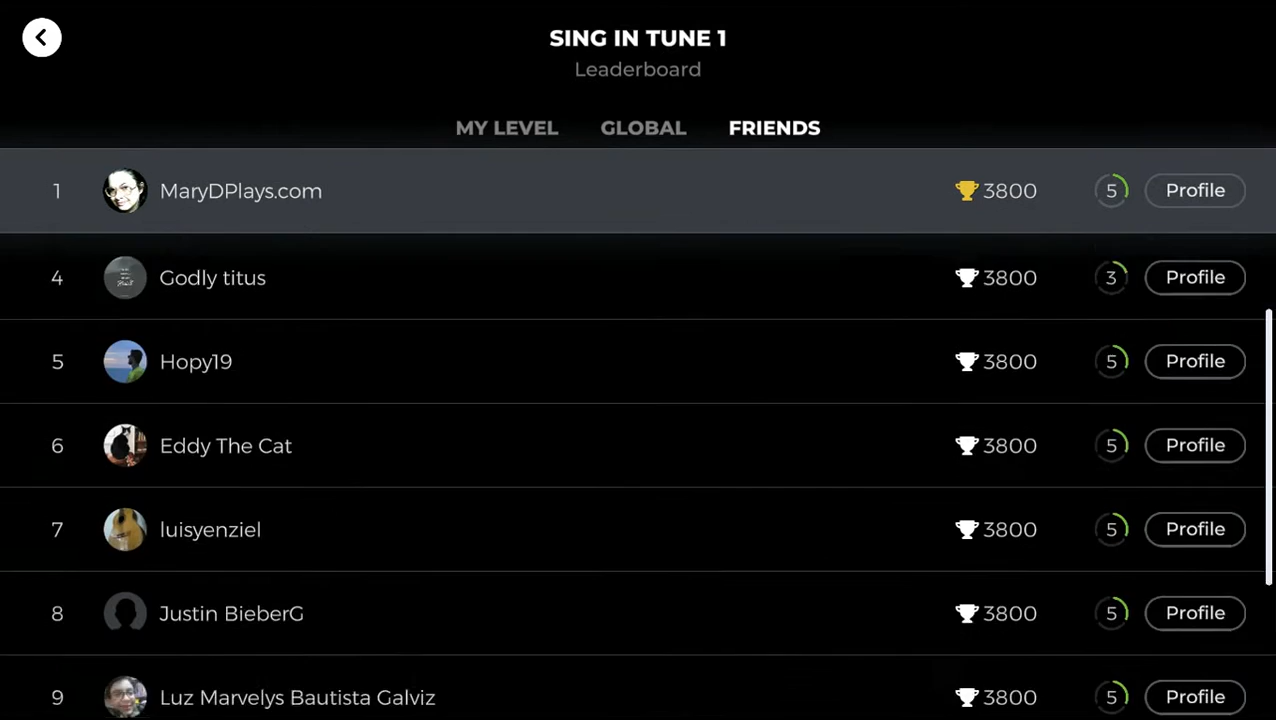 SING IN TUNE 1
Leaderboard
MY LEVEL GLOBAL FRIENDS
1 MaryDPlays.com 3800 5 Profile
4 Godly titus 3800 3 Profile
5 Hopy19 3800 5 Profile
6 Eddy The Cat 3800 5 Profile
7 luisyenziel 3800 5 Profile
8 Justin BieberG 3800 5 Profile
9 Luz Marvelys Bautista Galviz 3800 5 Profile